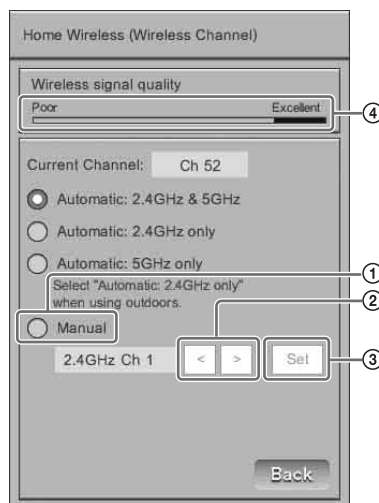 Home Wireless (Wireless Channel)
Wireless signal quality
Poor Excellent
④
Current Channel: Ch 52
Automatic: 2.4GHz & 5GHz
Automatic: 2.4GHz only
Automatic: 5GHz only
①
Select "Automatic: 2.4GHz only"
when using outdoors.
②
Manual
2.4GHz Ch 1 < > Set
③
Back